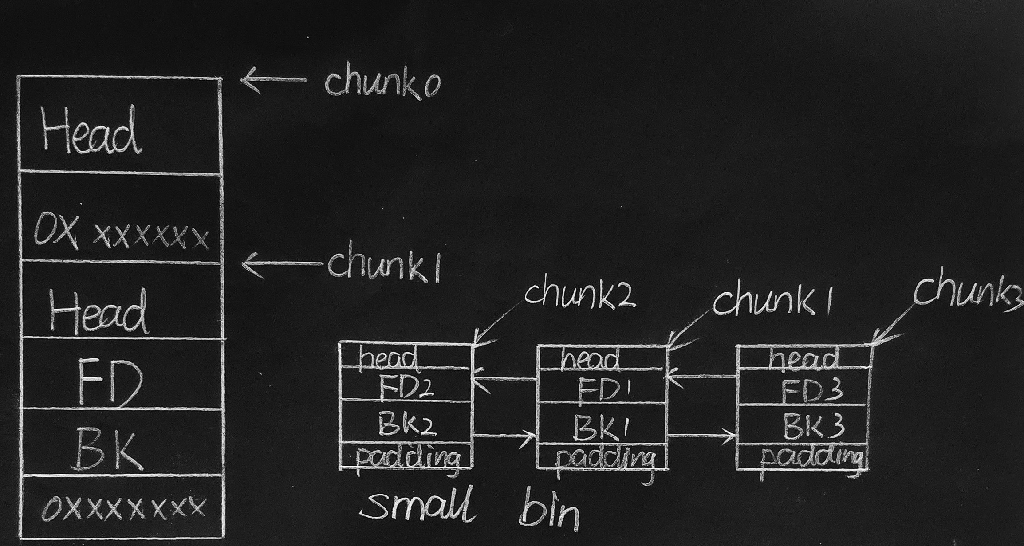 chunk0
Head
0X xxxxxx
chunk1
Head
FD
BK
0XXXXXXX
chunk2
chunk1
chunk3
head
FD2
BK2
padding
head
FD1
BK1
padding
head
FD3
BK3
padding
small bin